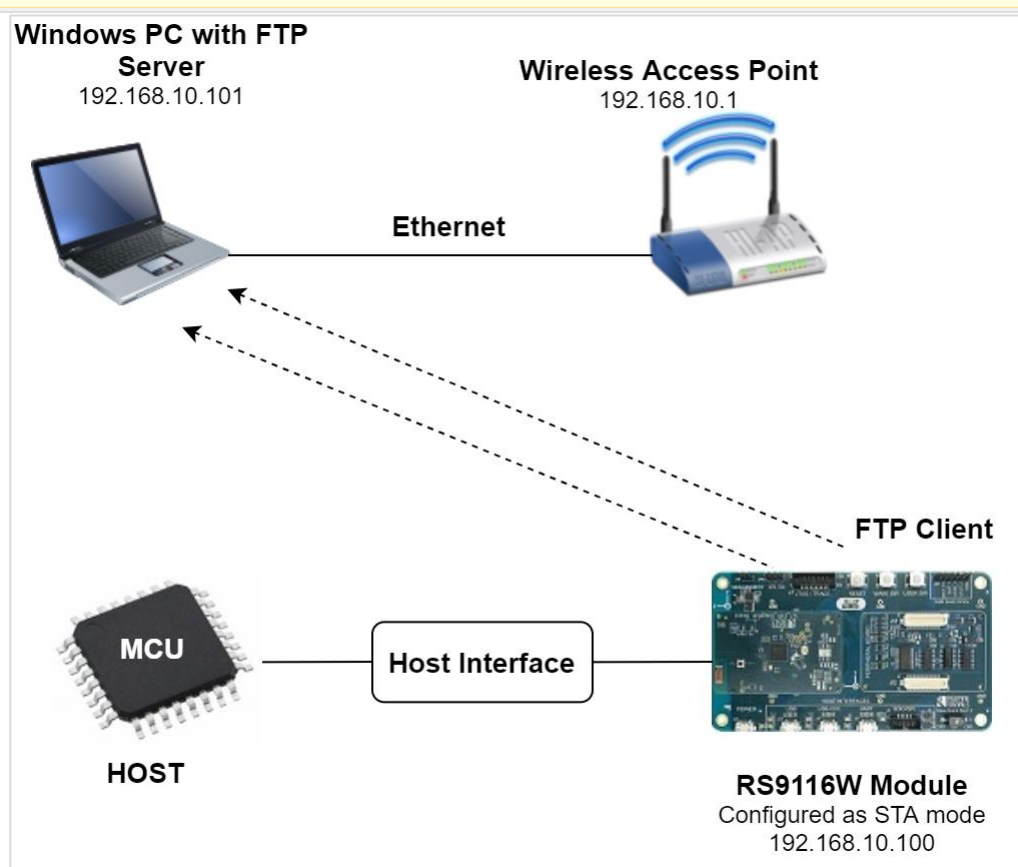 Windows PC with FTP
Server
192.168.10.101
Wireless Access Point
192.168.10.1
Ethernet
FTP Client
MCU
Host Interface
HOST
RS9116W Module
Configured as STA mode
192.168.10.100